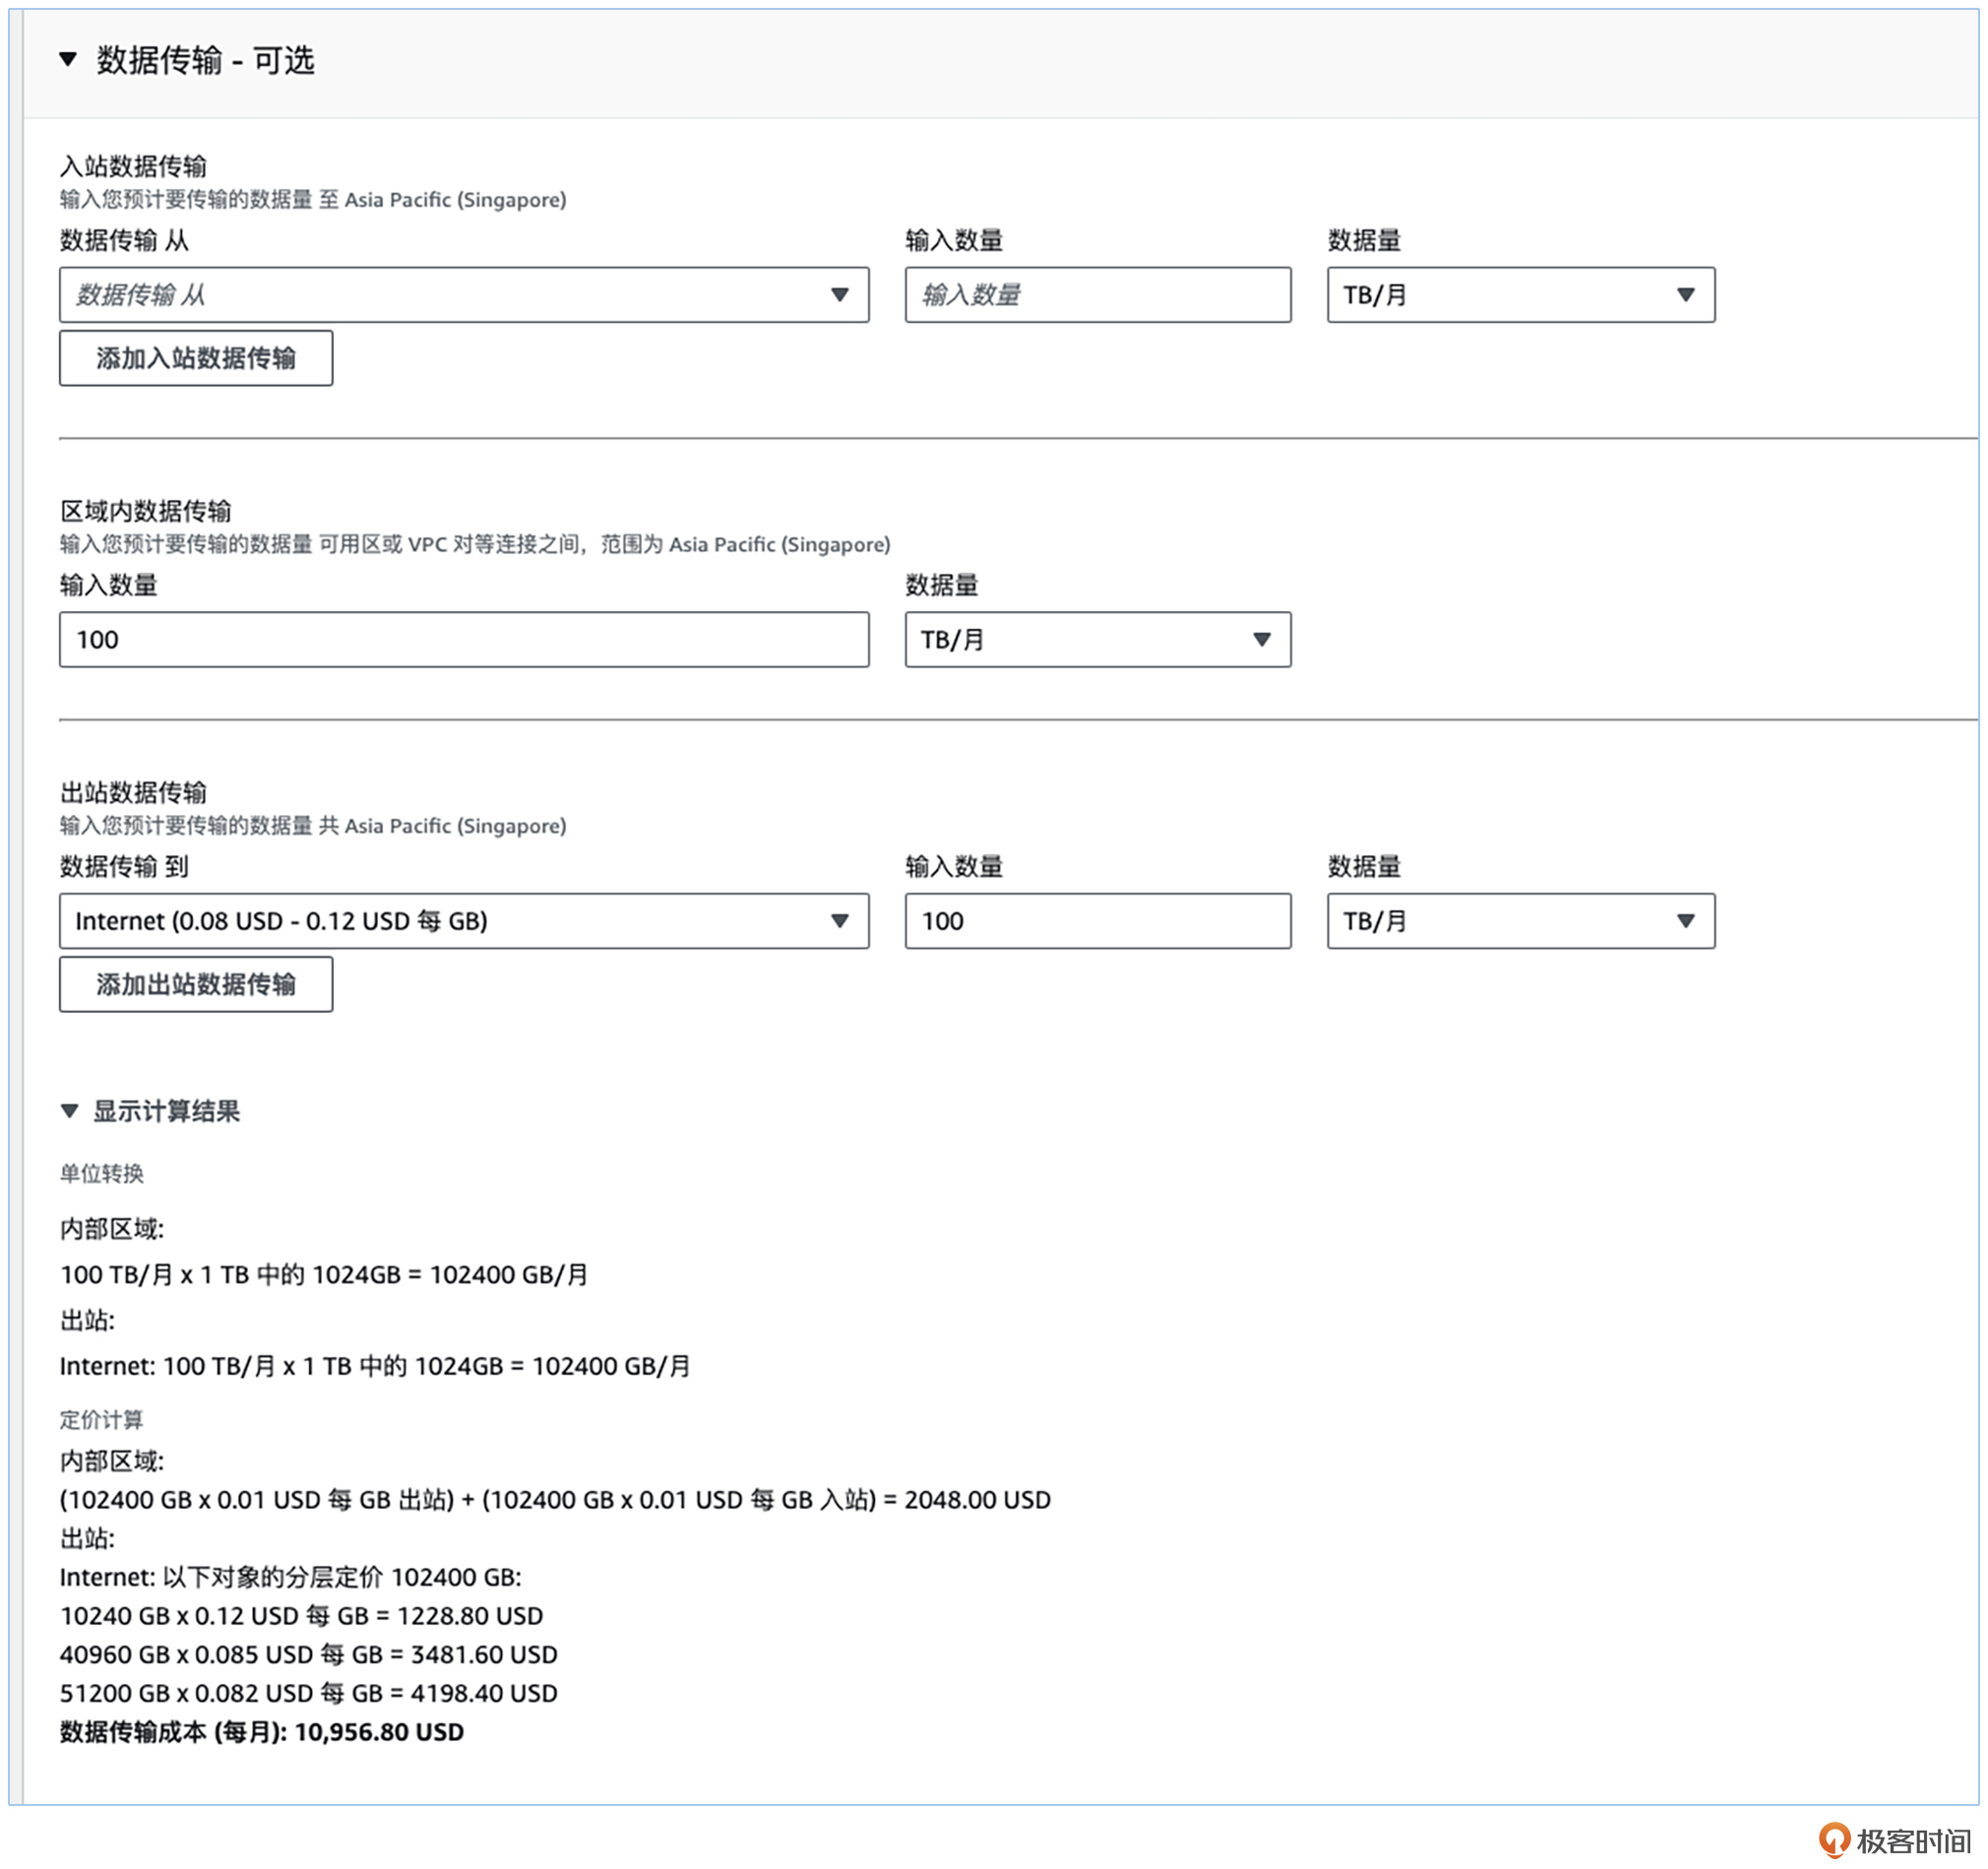 数据传输 - 可选
入站数据传输
输入您预计要传输的数据量 至 Asia Pacific (Singapore)
数据传输 从 输入数量 数据量
数据传输 从 输入数量 TB/月
添加入站数据传输
区域内数据传输
输入您预计要传输的数据量 可用区或 VPC 对等连接之间，范围为 Asia Pacific (Singapore)
输入数量 数据量
100 TB/月
出站数据传输
输入您预计要传输的数据量 共 Asia Pacific (Singapore)
数据传输 到 输入数量 数据量
Internet (0.08 USD - 0.12 USD 每 GB) 100 TB/月
添加出站数据传输
显示计算结果
单位转换
内部区域:
100 TB/月 x 1 TB 中的 1024GB = 102400 GB/月
出站:
Internet: 100 TB/月 x 1 TB 中的 1024GB = 102400 GB/月
定价计算
内部区域:
(102400 GB x 0.01 USD 每 GB 出站) + (102400 GB x 0.01 USD 每 GB 入站) = 2048.00 USD
出站:
Internet: 以下对象的分层定价 102400 GB:
10240 GB x 0.12 USD 每 GB = 1228.80 USD
40960 GB x 0.085 USD 每 GB = 3481.60 USD
51200 GB x 0.082 USD 每 GB = 4198.40 USD
数据传输成本 (每月): 10,956.80 USD
极客时间